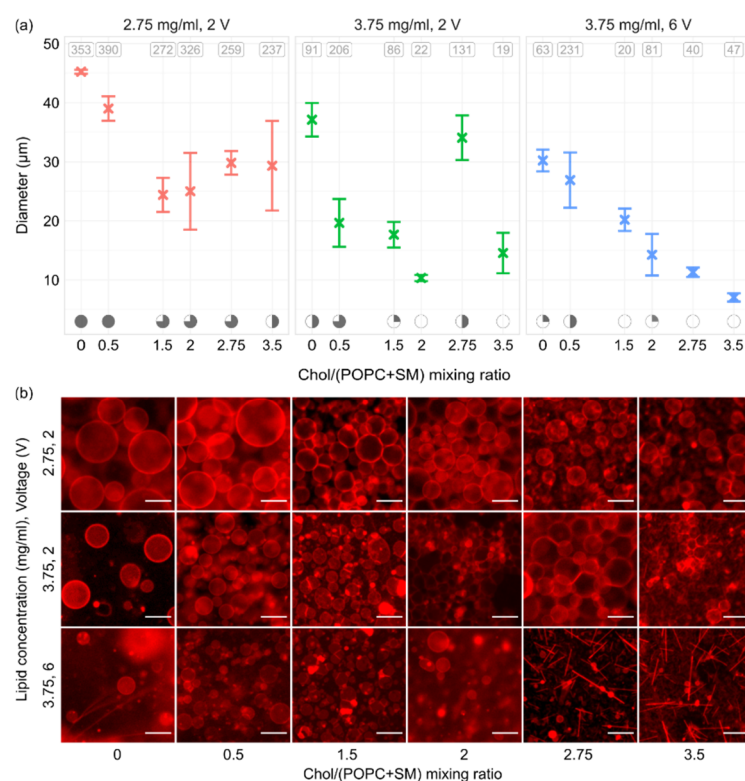 (a)
2.75 mg/ml, 2 V
3.75 mg/ml, 2 V
3.75 mg/ml, 6 V
353 390 272 326 259 237
91 206 86 22 131 19
63 231 20 81 40 47
Diameter (μm)
50
40
30
20
10
0 0.5 1.5 2 2.75 3.5
0 0.5 1.5 2 2.75 3.5
0 0.5 1.5 2 2.75 3.5
Chol/(POPC+SM) mixing ratio
(b)
Lipid concentration (mg/ml), Voltage (V)
2.75, 2
3.75, 2
3.75, 6
0 0.5 1.5 2 2.75 3.5
Chol/(POPC+SM) mixing ratio